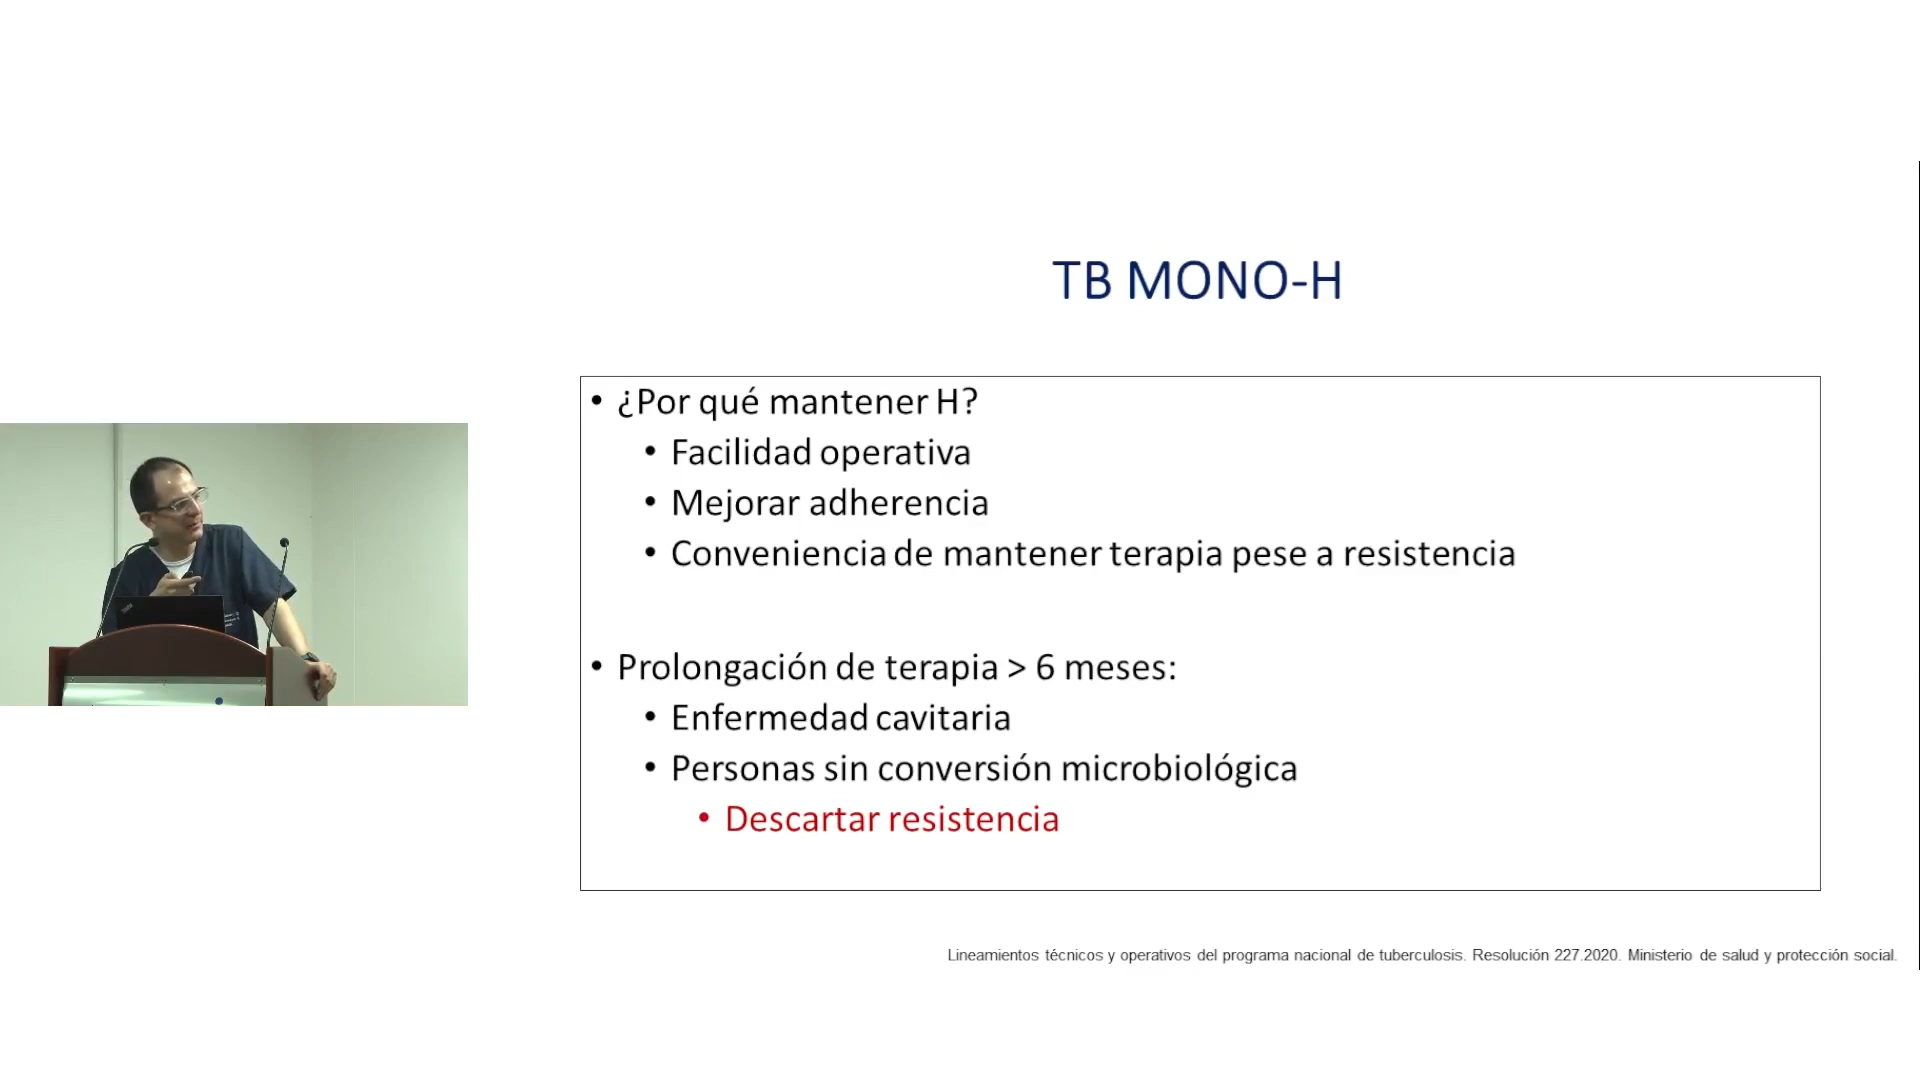 TB MONO-H
• ¿Por qué mantener H?
• Facilidad operativa
• Mejorar adherencia
• Conveniencia de mantener terapia pese a resistencia
• Prolongación de terapia > 6 meses:
• Enfermedad cavitaria
• Personas sin conversión microbiológica
• Descartar resistencia
Lineamientos técnicos y operativos del programa nacional de tuberculosis. Resolución 227.2020. Ministerio de salud y protección social.